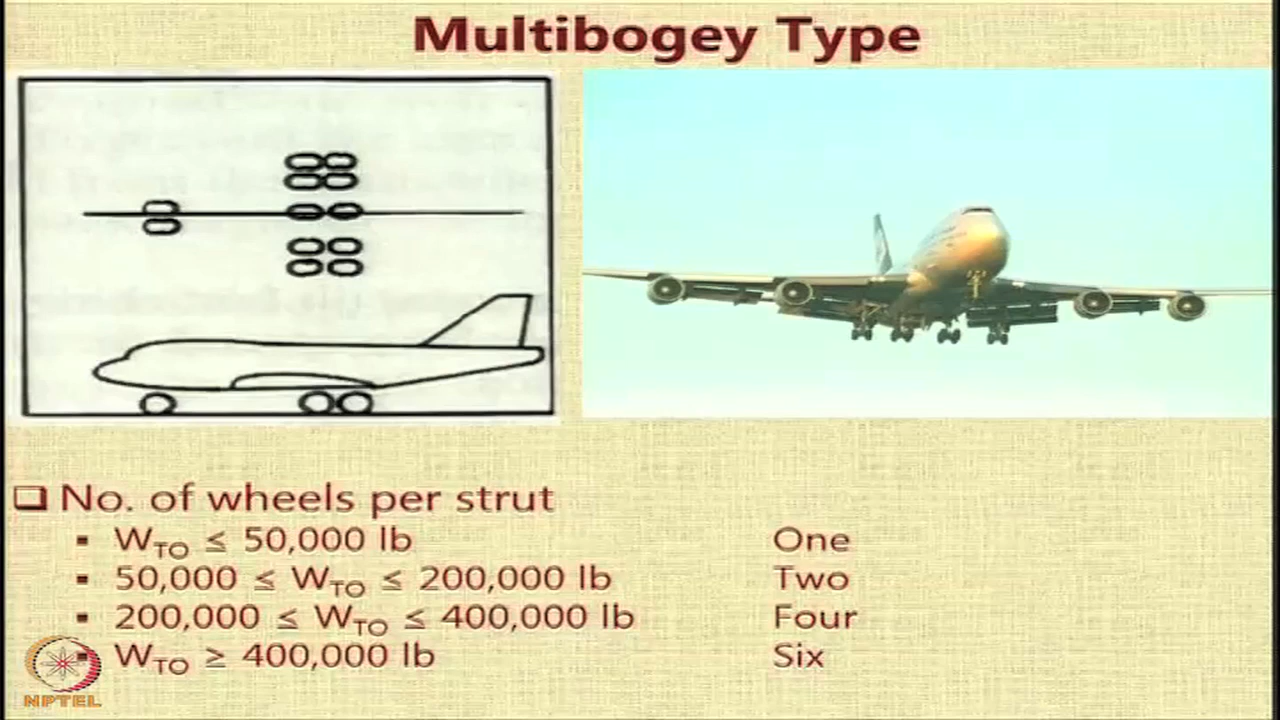 Multibogey Type
❑ No. of wheels per strut
▪ W_TO ≤ 50,000 lb One
▪ 50,000 ≤ W_TO ≤ 200,000 lb Two
▪ 200,000 ≤ W_TO ≤ 400,000 lb Four
▪ W_TO ≥ 400,000 lb Six
NPTEL